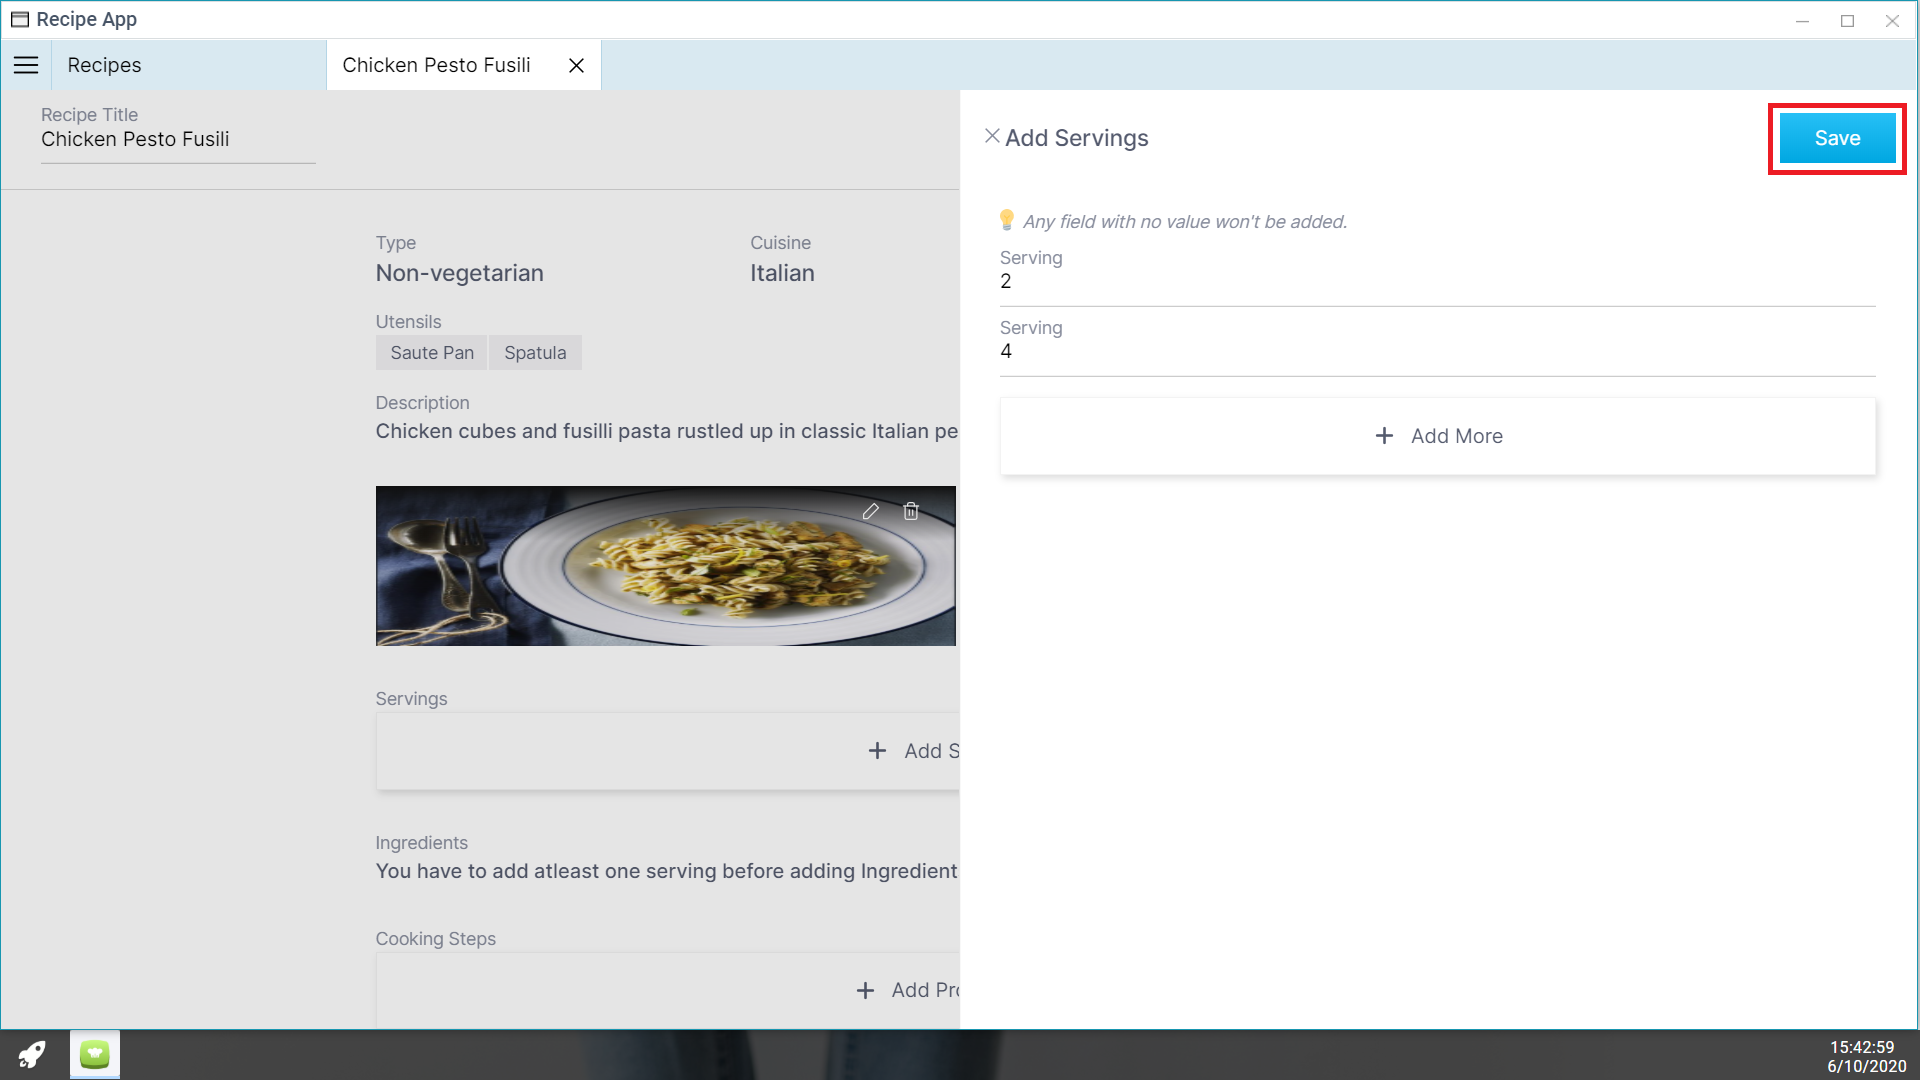 Recipe App
Recipes
Chicken Pesto Fusili
Recipe Title
Chicken Pesto Fusili
Type
Non-vegetarian
Cuisine
Italian
Utensils
Saute Pan
Spatula
Description
Chicken cubes and fusilli pasta rustled up in classic Italian pe
Servings
+ Add S
Ingredients
You have to add atleast one serving before adding Ingredient
Cooking Steps
+ Add Pro
Add Servings
Save
Any field with no value won't be added.
Serving
2
Serving
4
+ Add More
15:42:59
6/10/2020